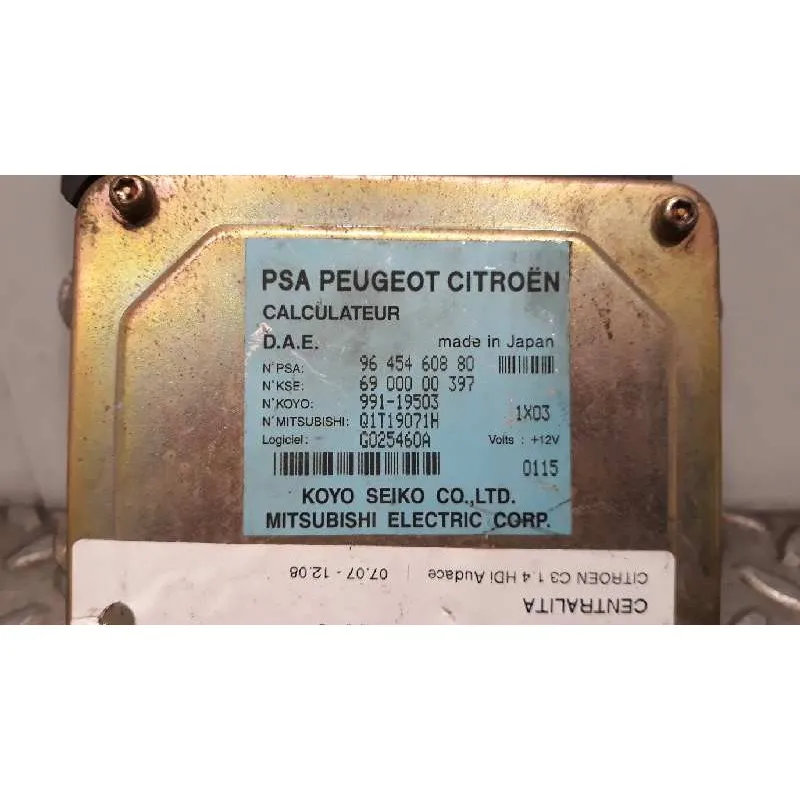 PSA PEUGEOT CITROËN
CALCULATEUR
D.A.E. made in Japan
N°PSA: 96 454 608 80
N°KSE: 69 000 00 397
N°KOYO: 991-19503 1X03
N°MITSUBISHI: Q1T19071H
Logiciel: G025460A Volts : +12V
0115
KOYO SEIKO CO.,LTD.
MITSUBISHI ELECTRIC CORP.
CENTRALITA
CITROEN C3 1.4 HDi Audace | 07.07 - 12.08